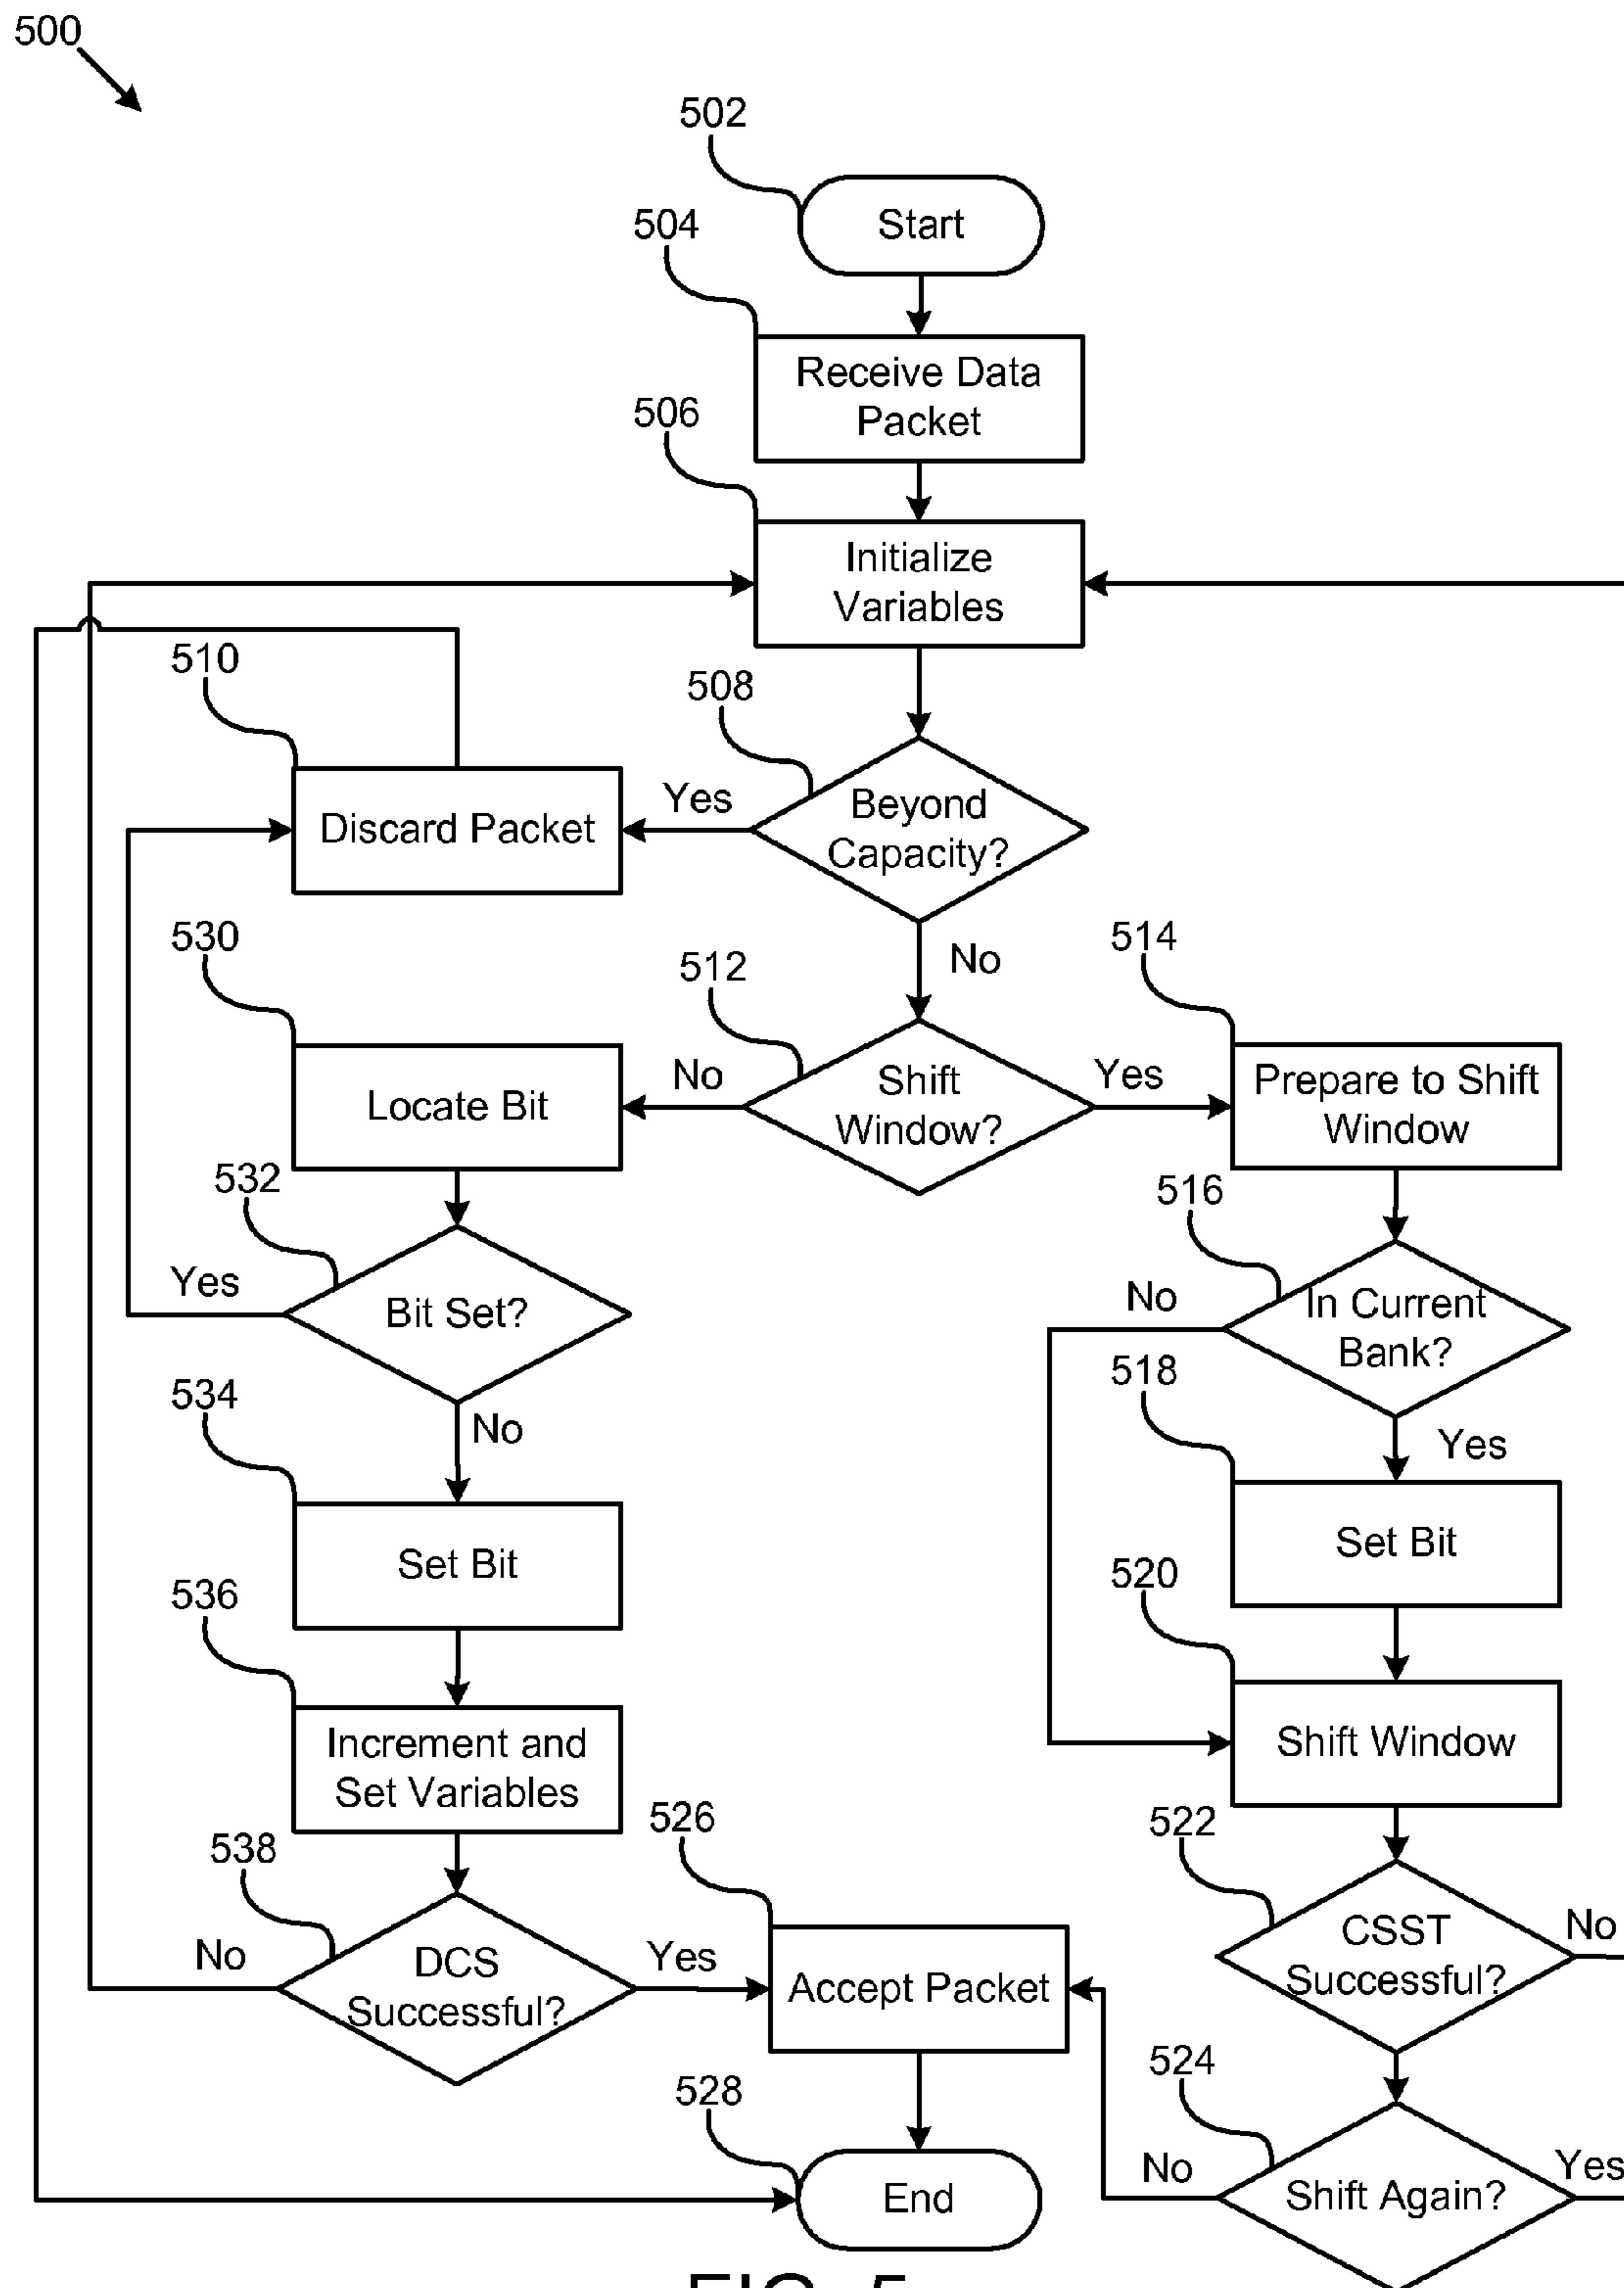 500
502
Start
504
Receive Data
Packet
506
Initialize
Variables
510
508
Discard Packet
Yes
Beyond
Capacity?
530
512
No
514
Locate Bit
No
Shift
Window?
Yes
Prepare to Shift
Window
532
516
Yes
Bit Set?
No
In Current
Bank?
534
No
518
Yes
Set Bit
Set Bit
536
520
Increment and
Set Variables
Shift Window
538
526
522
No
DCS
Successful?
Yes
Accept Packet
CSST
Successful?
No
528
524
End
No
Shift Again?
Yes